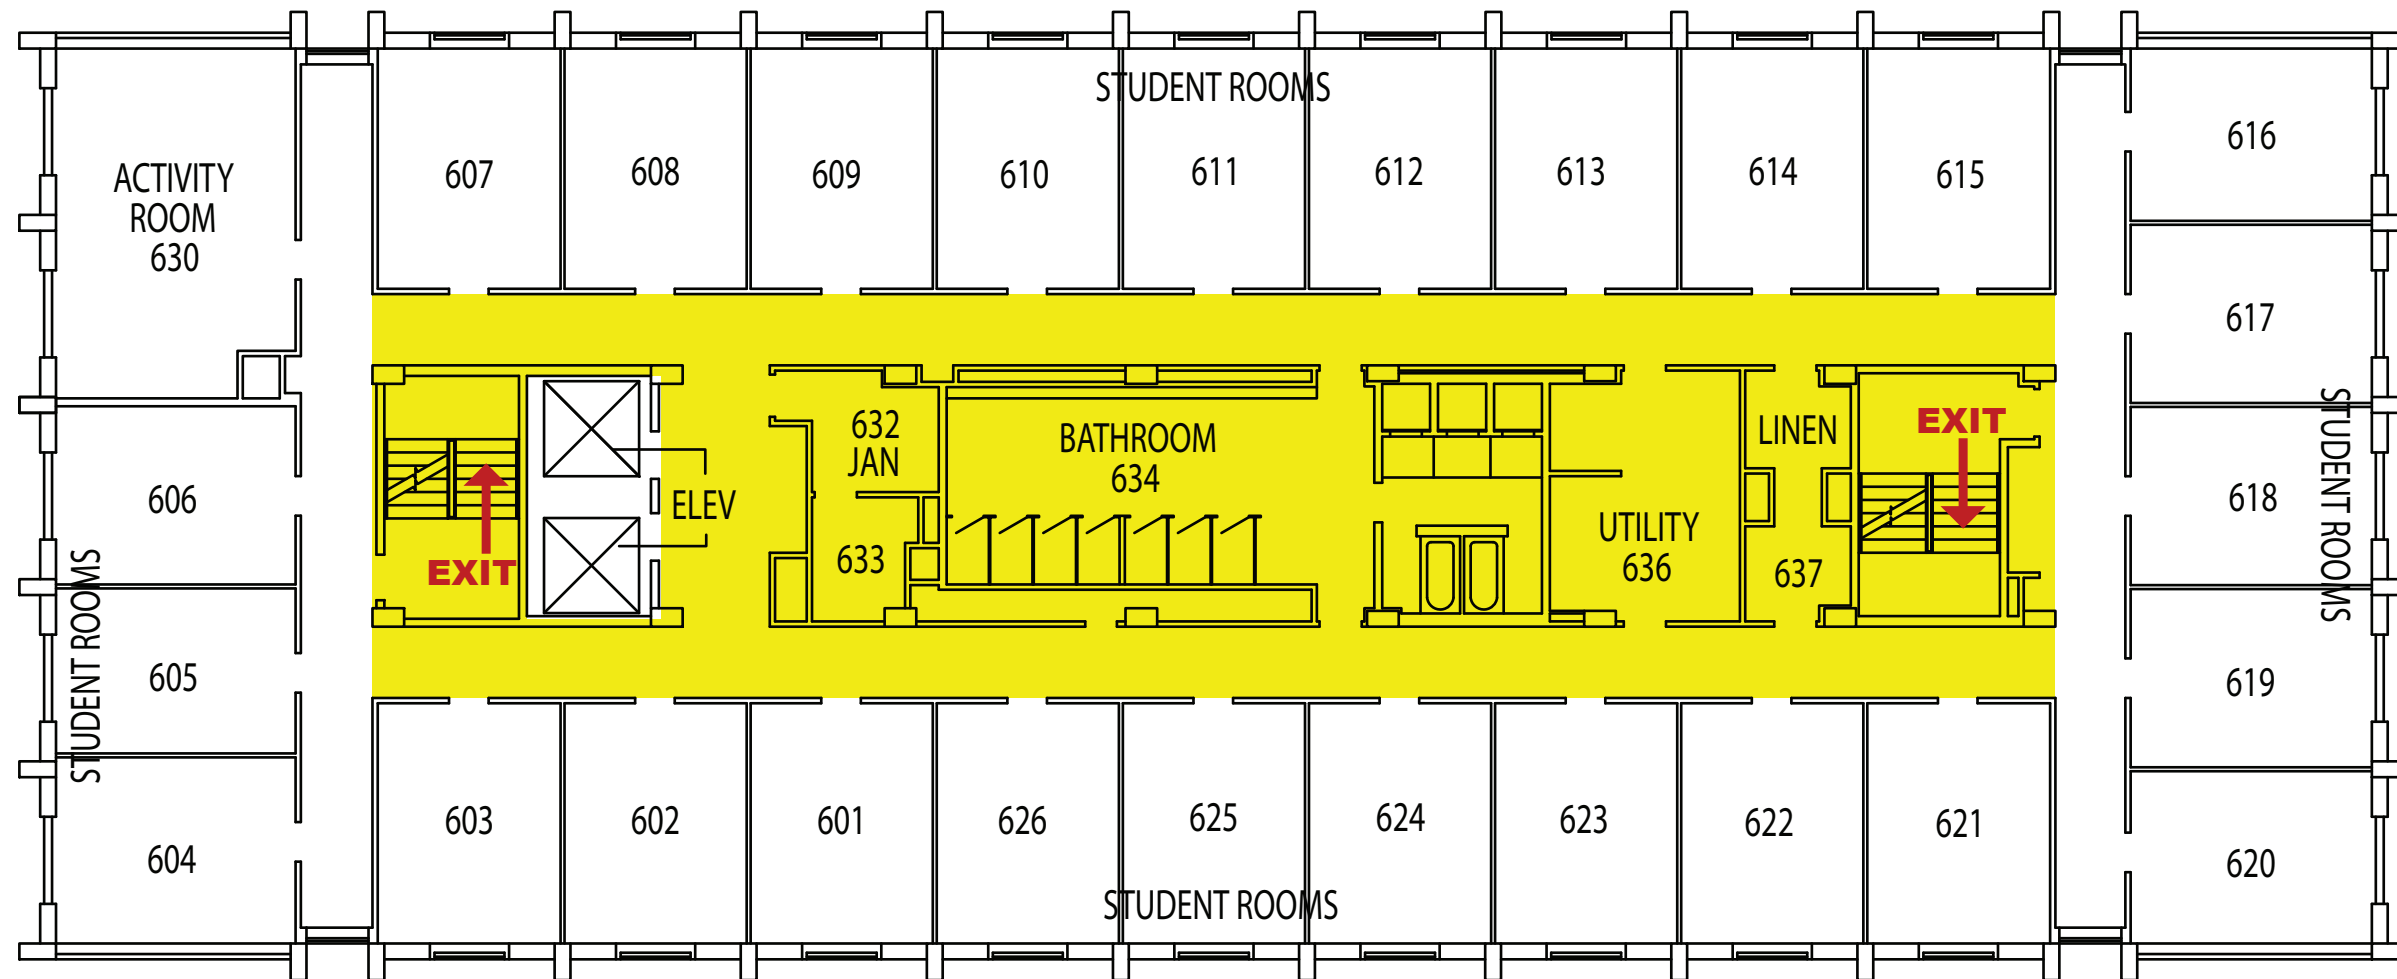 STUDENT ROOMS
ACTIVITY
ROOM
630
607
608
609
610
611
612
613
614
615
616
617
618
619
620
STUDENT ROOMS
606
605
604
STUDENT ROOMS
EXIT
ELEV
632
JAN
633
BATHROOM
634
UTILITY
636
LINEN
637
EXIT
603
602
601
626
625
624
623
622
621
STUDENT ROOMS